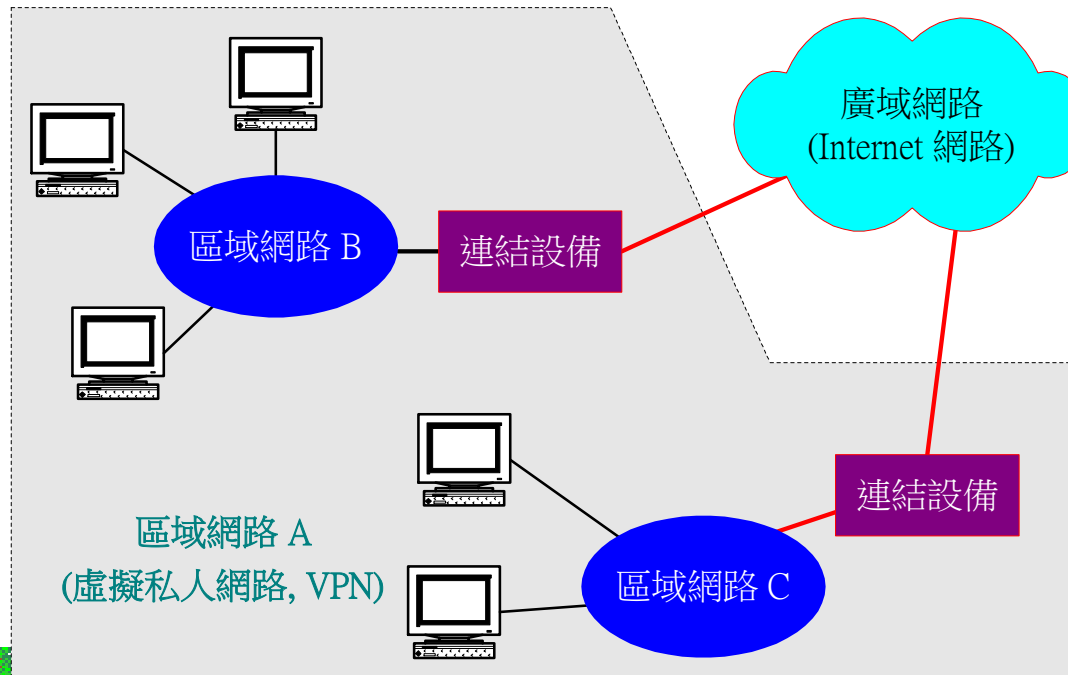 廣域網路
(Internet 網路)
區域網路 B
連結設備
連結設備
區域網路 A
(虛擬私人網路, VPN)
區域網路 C